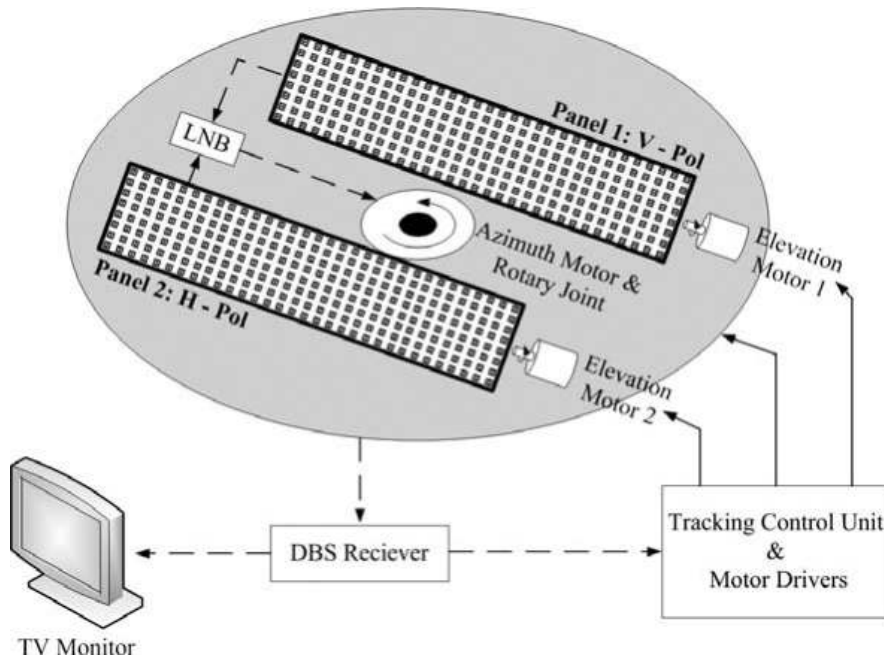 Panel 1: V - Pol
LNB
Azimuth Motor &
Rotary Joint
Elevation
Motor 1
Panel 2: H - Pol
Elevation
Motor 2
Tracking Control Unit
&
Motor Drivers
DBS Reciever
TV Monitor